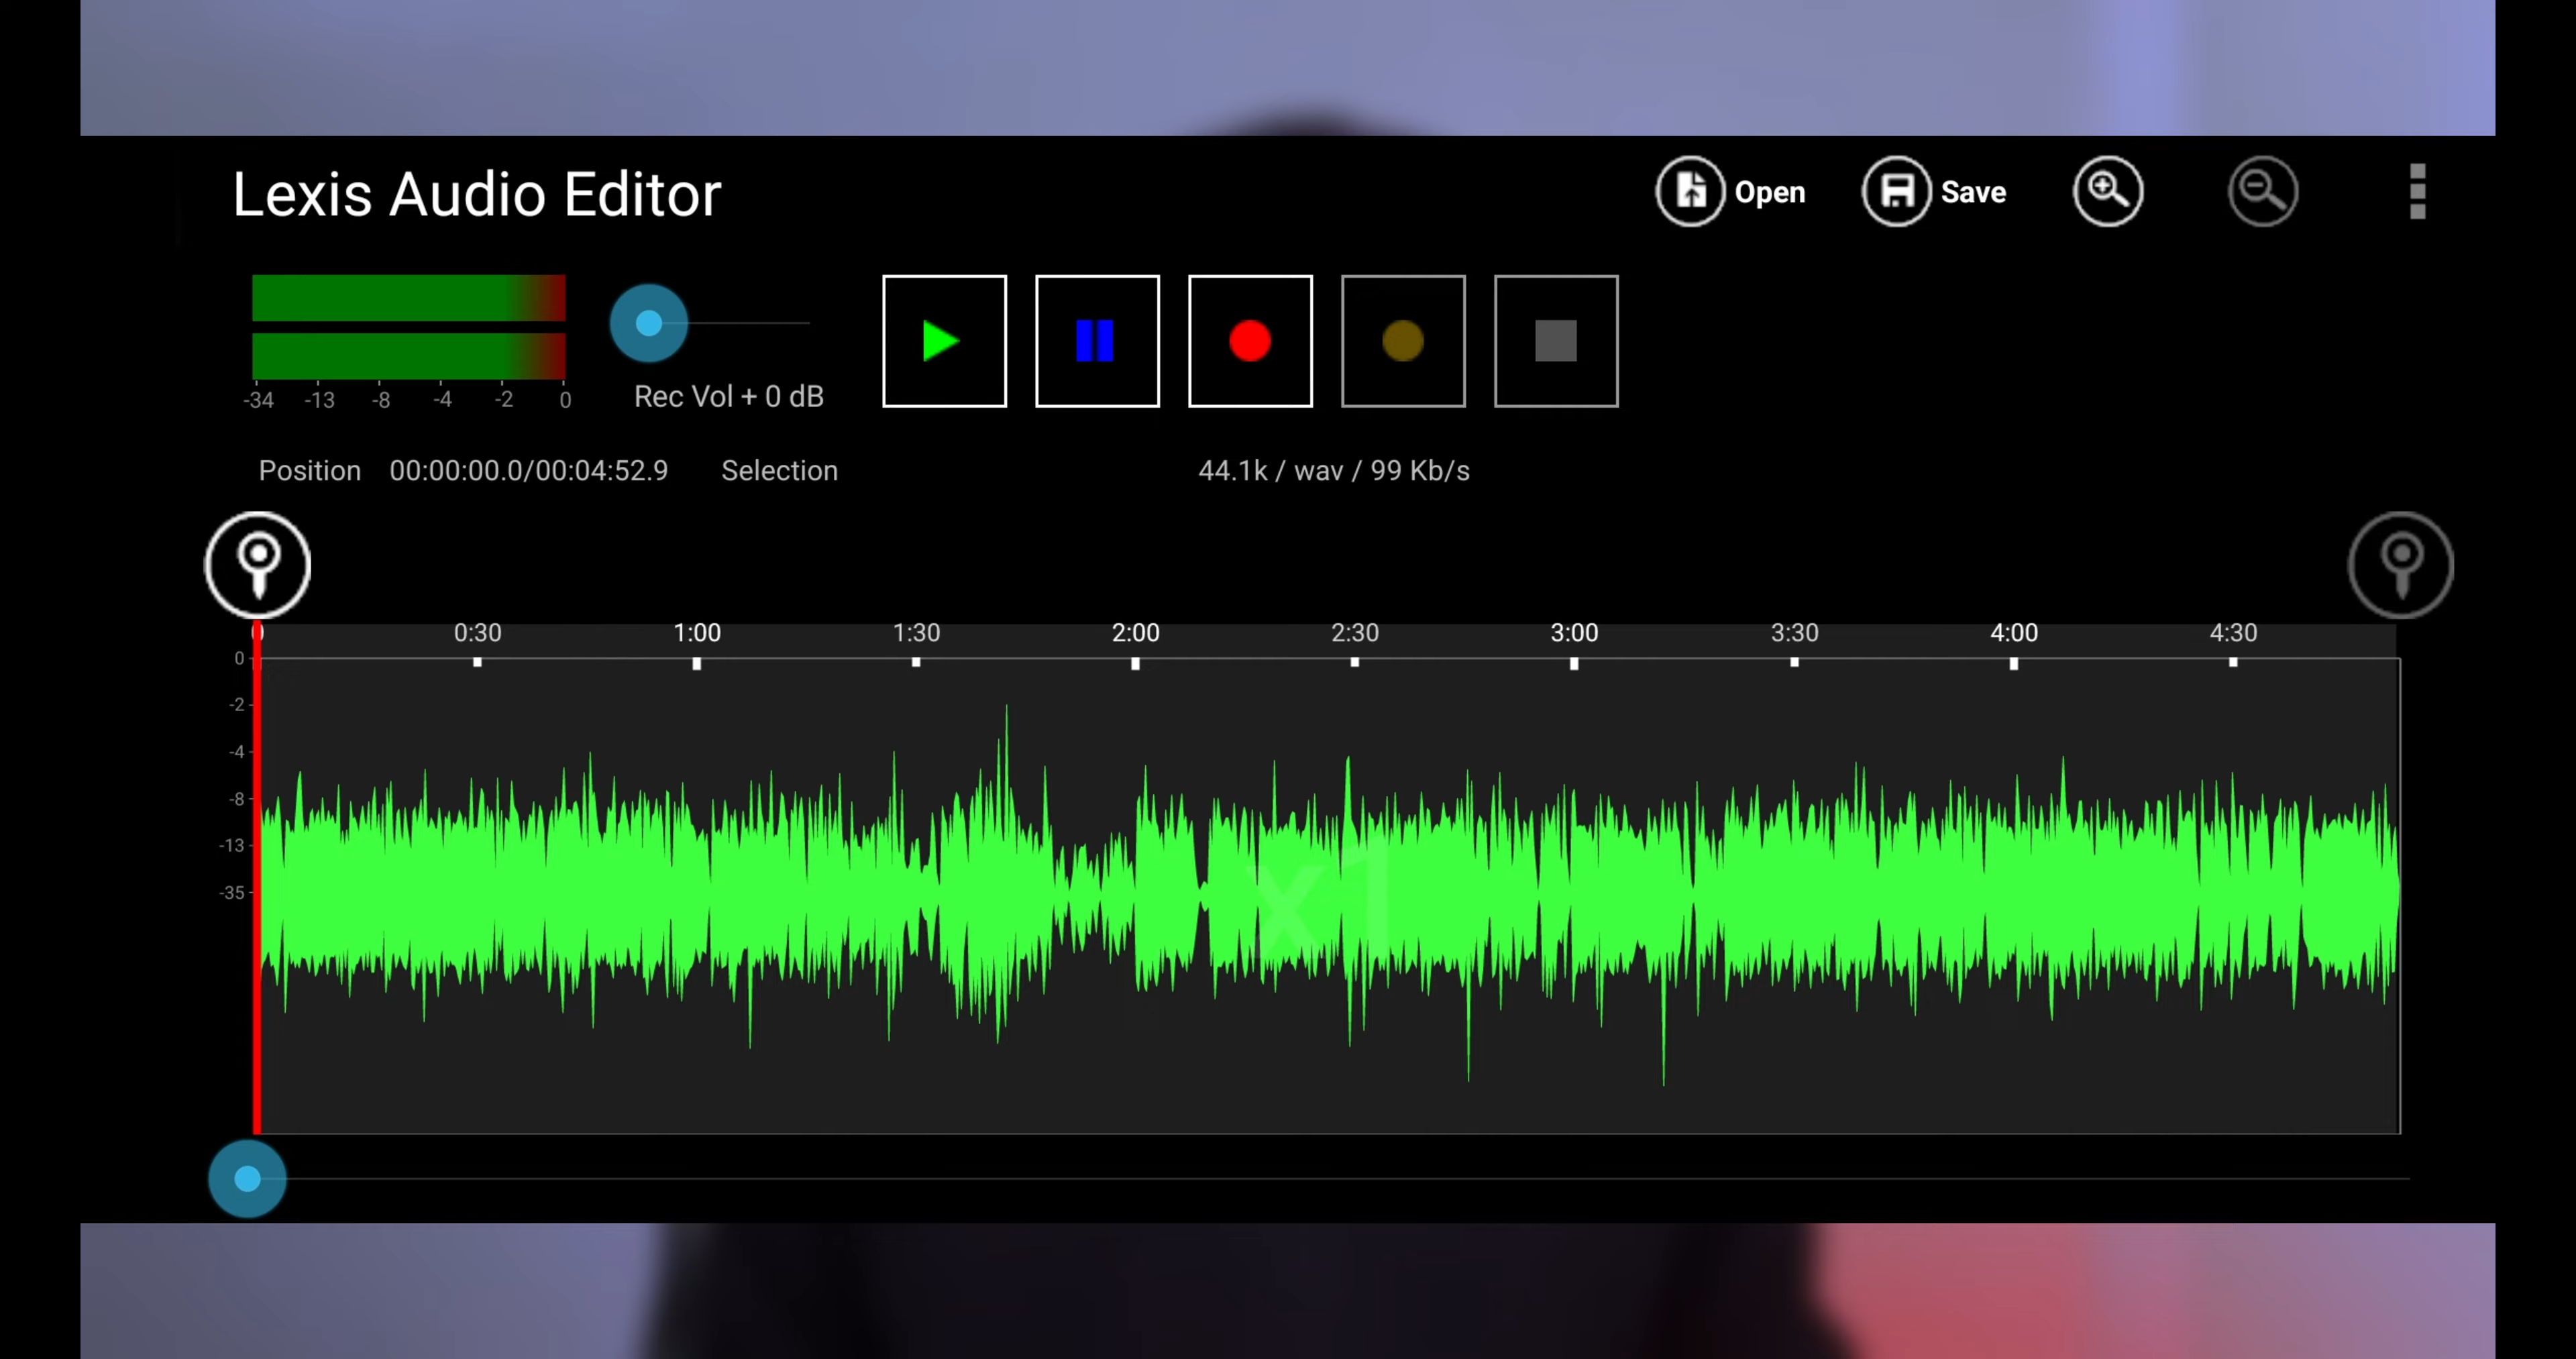 Lexis Audio Editor Open Save
-34 -13 -8 -4 -2 0
Rec Vol + 0 dB
Position 00:00:00.0/00:04:52.9 Selection 44.1k / wav / 99 Kb/s
0 0:30 1:00 1:30 2:00 2:30 3:00 3:30 4:00 4:30
0
-2
-4
-8
-13
-35
x1